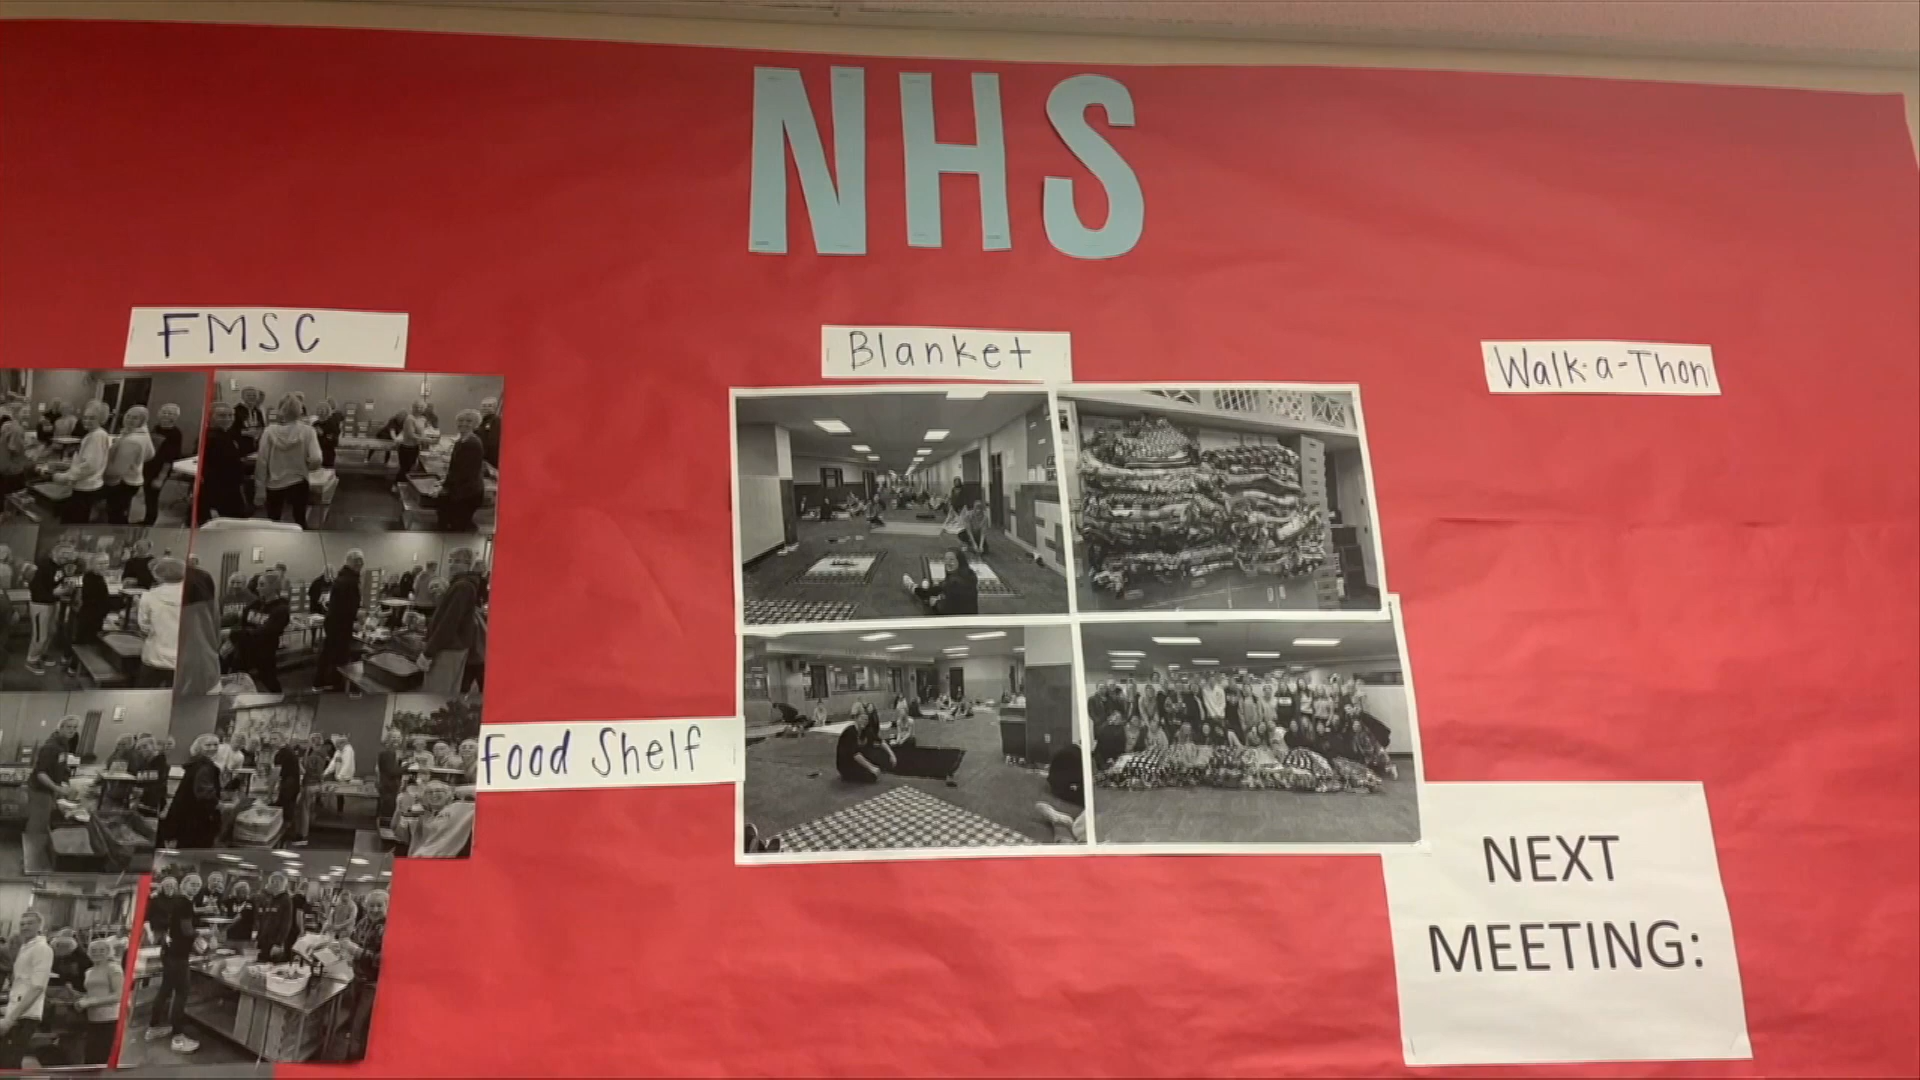 NHS
FMSC
Blanket
Walk-a-Thon
Food Shelf
NEXT
MEETING: